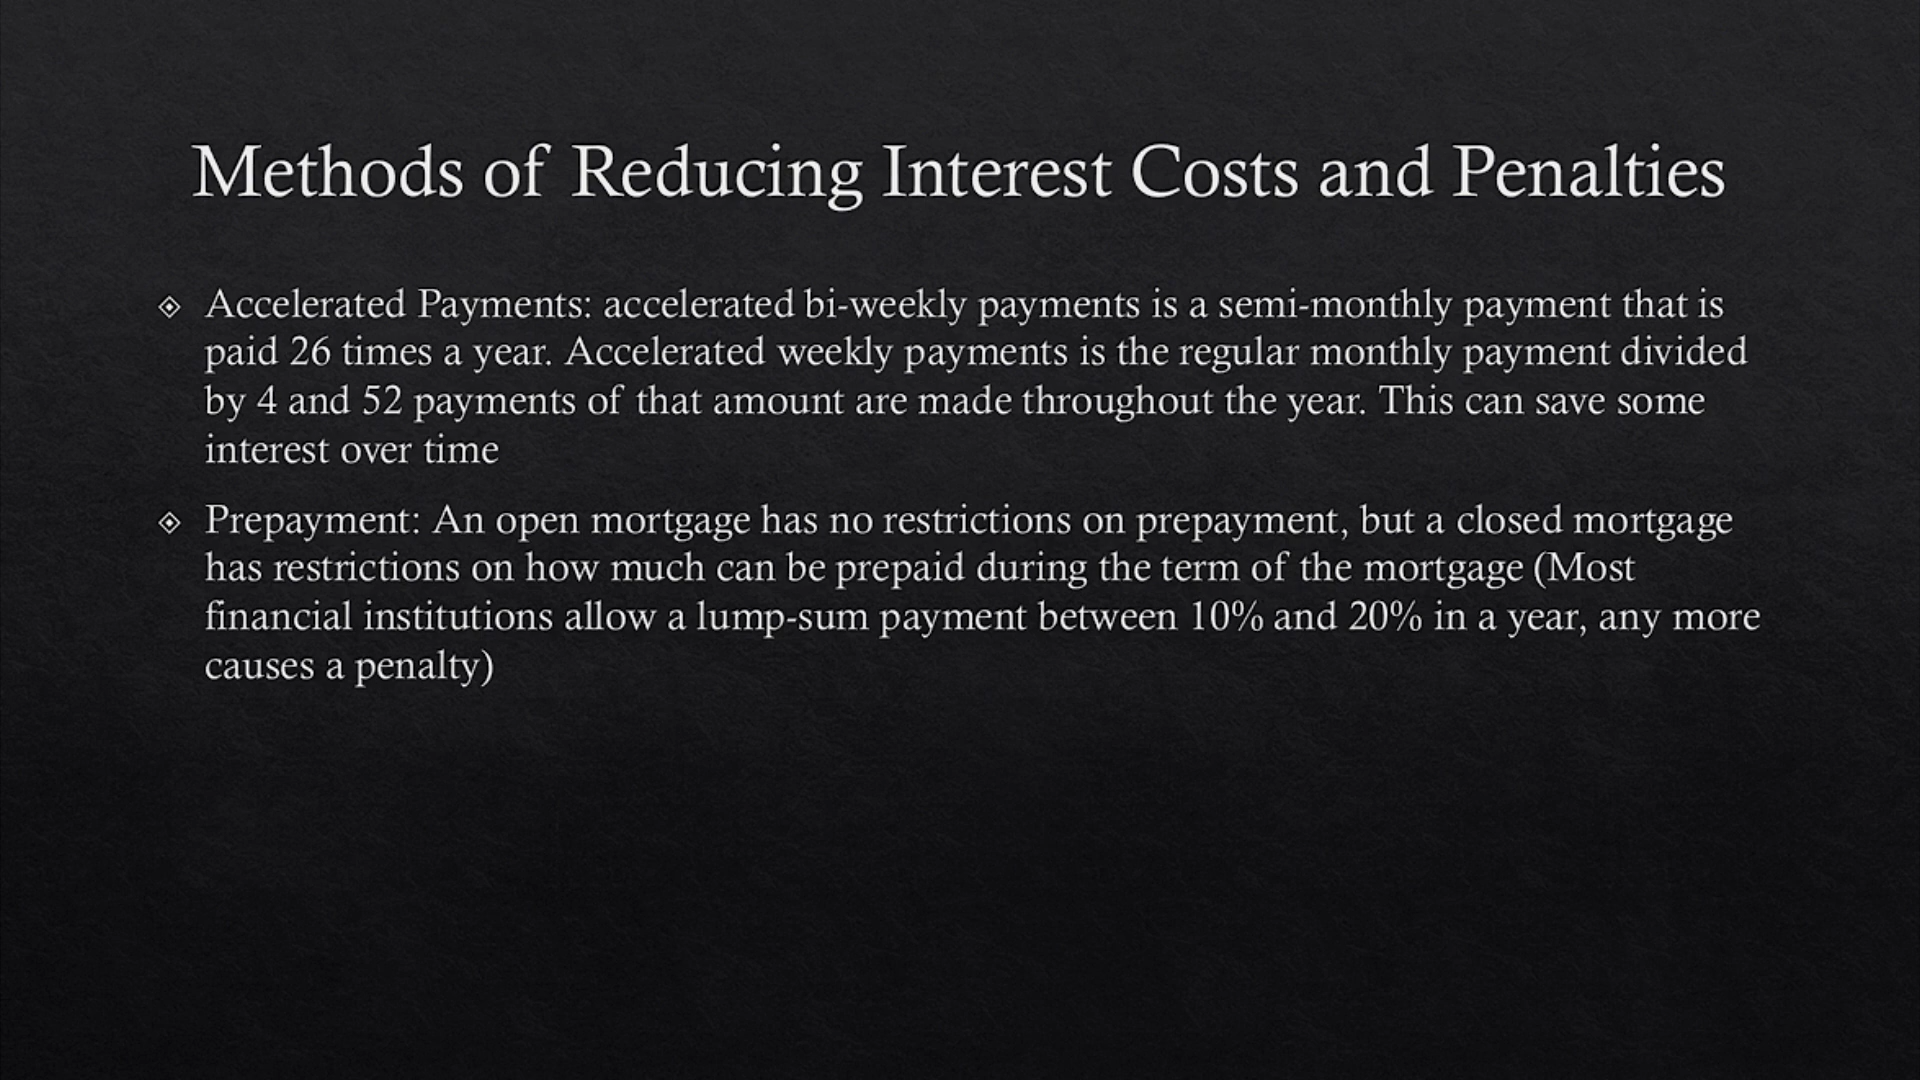 Methods of Reducing Interest Costs and Penalties
Accelerated Payments: accelerated bi-weekly payments is a semi-monthly payment that is
paid 26 times a year. Accelerated weekly payments is the regular monthly payment divided
by 4 and 52 payments of that amount are made throughout the year. This can save some
interest over time
Prepayment: An open mortgage has no restrictions on prepayment, but a closed mortgage
has restrictions on how much can be prepaid during the term of the mortgage (Most
financial institutions allow a lump-sum payment between 10% and 20% in a year, any more
causes a penalty)